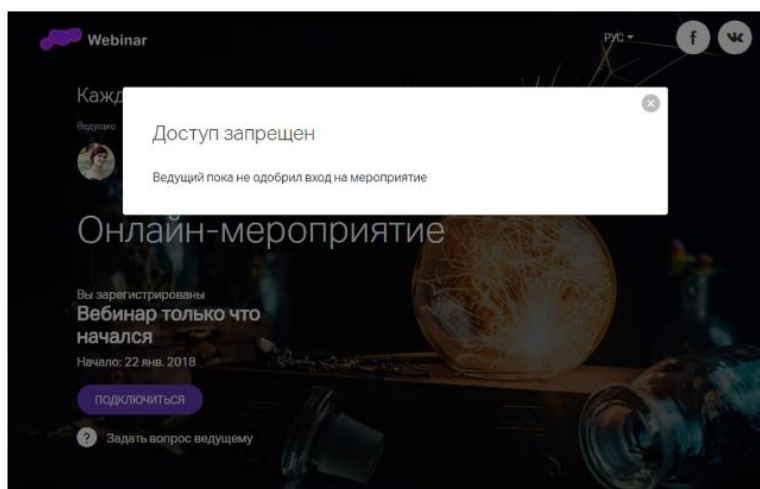 Webinar
РУС
Кажд
Ведущие
Доступ запрещен
Ведущий пока не одобрил вход на мероприятие
Онлайн-мероприятие
Вы зарегистрированы
Вебинар только что
начался
Начало: 22 янв. 2018
ПОДКЛЮЧИТЬСЯ
? Задать вопрос ведущему